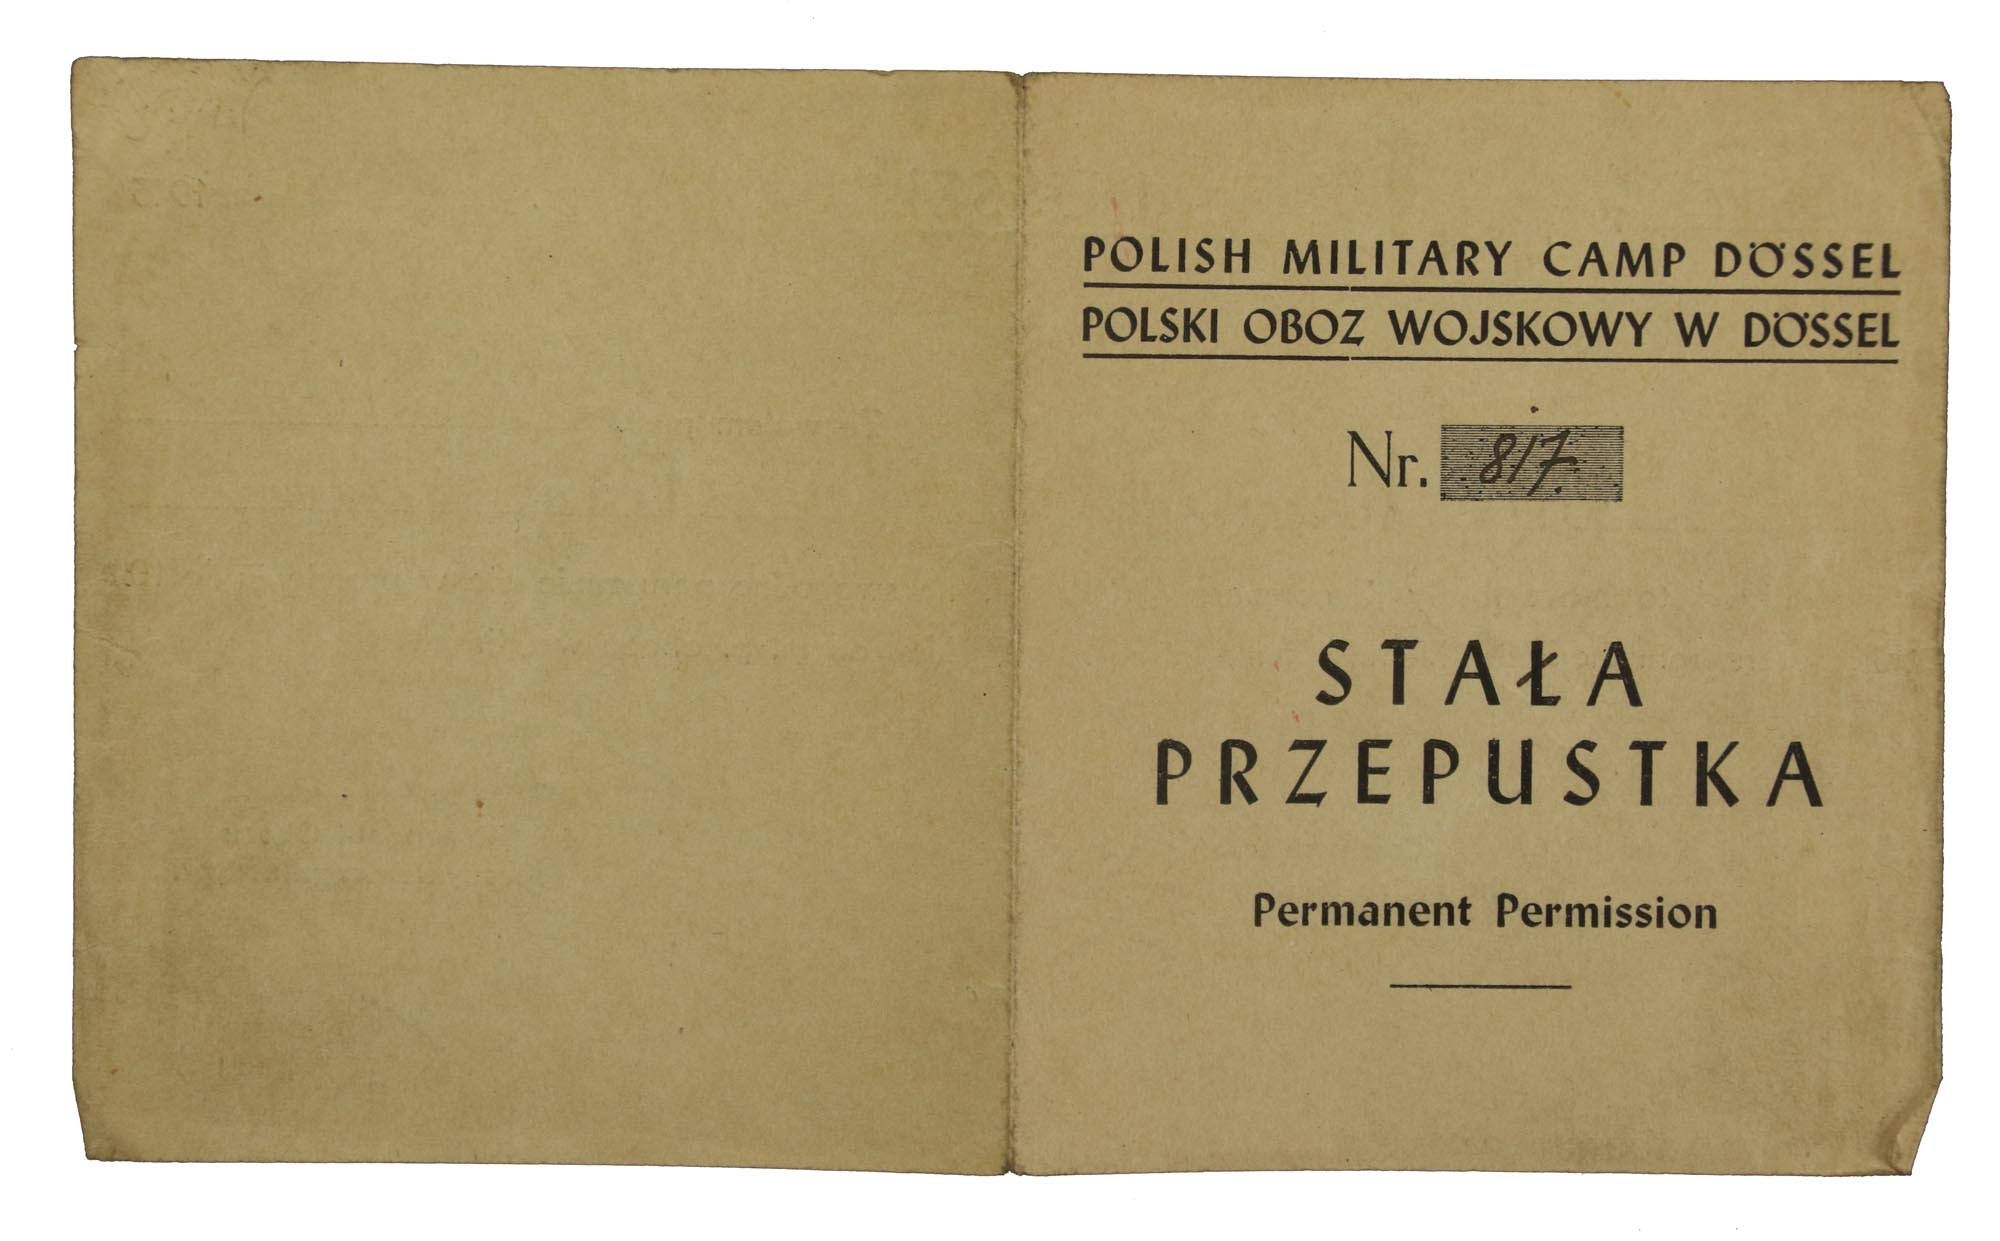 POLISH MILITARY CAMP DÖSSEL
POLSKI OBOZ WOJSKOWY W DÖSSEL
Nr. 817.
STAŁA
PRZEPUSTKA
Permanent Permission